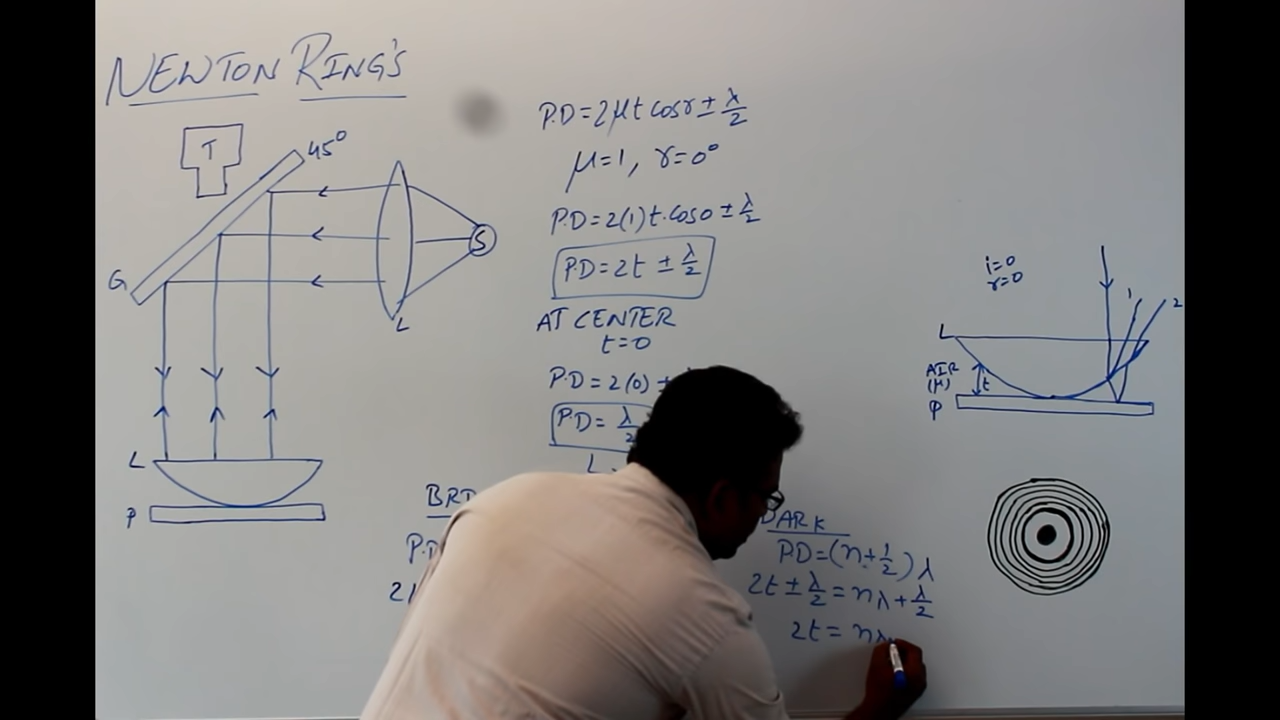 NEWTON RING'S
T
45°
G
S
L
L
P
P.D=2μt cosr ± λ/2
μ=1, r=0°
P.D=2(1)t.cos0 ± λ/2
P.D=2t ± λ/2
AT CENTER
t=0
P.D=2(0) ±
P.D= λ/2
P.D
DARK
PD=(n+1/2)λ
2t ± λ/2 = nλ + λ/2
2t = nλ
i=0
r=0
1
2
L
AIR
(μ)
t
P